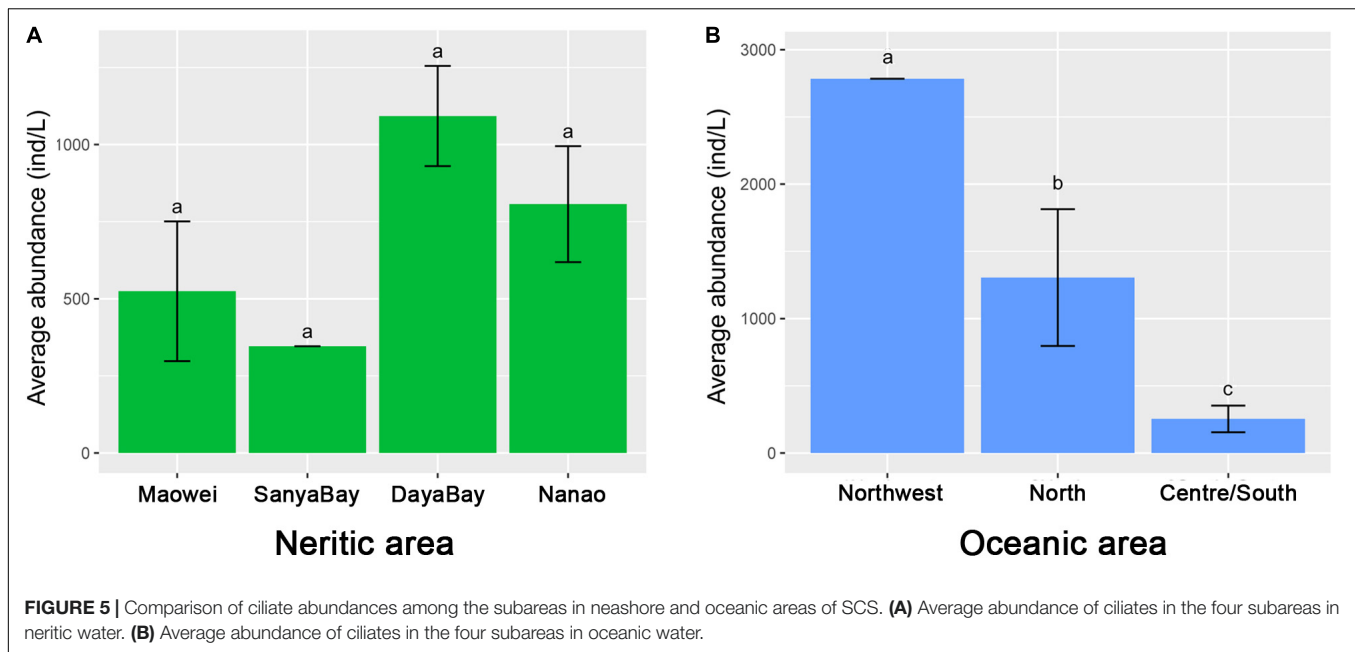 A
Average abundance (ind/L)
1000
500
0
a
a
a
a
Maowei SanyaBay DayaBay Nanao
Neritic area
B
Average abundance (ind/L)
3000
2000
1000
0
a
b
c
Northwest North Centre/South
Oceanic area
FIGURE 5 | Comparison of ciliate abundances among the subareas in neashore and oceanic areas of SCS. (A) Average abundance of ciliates in the four subareas in
neritic water. (B) Average abundance of ciliates in the four subareas in oceanic water.